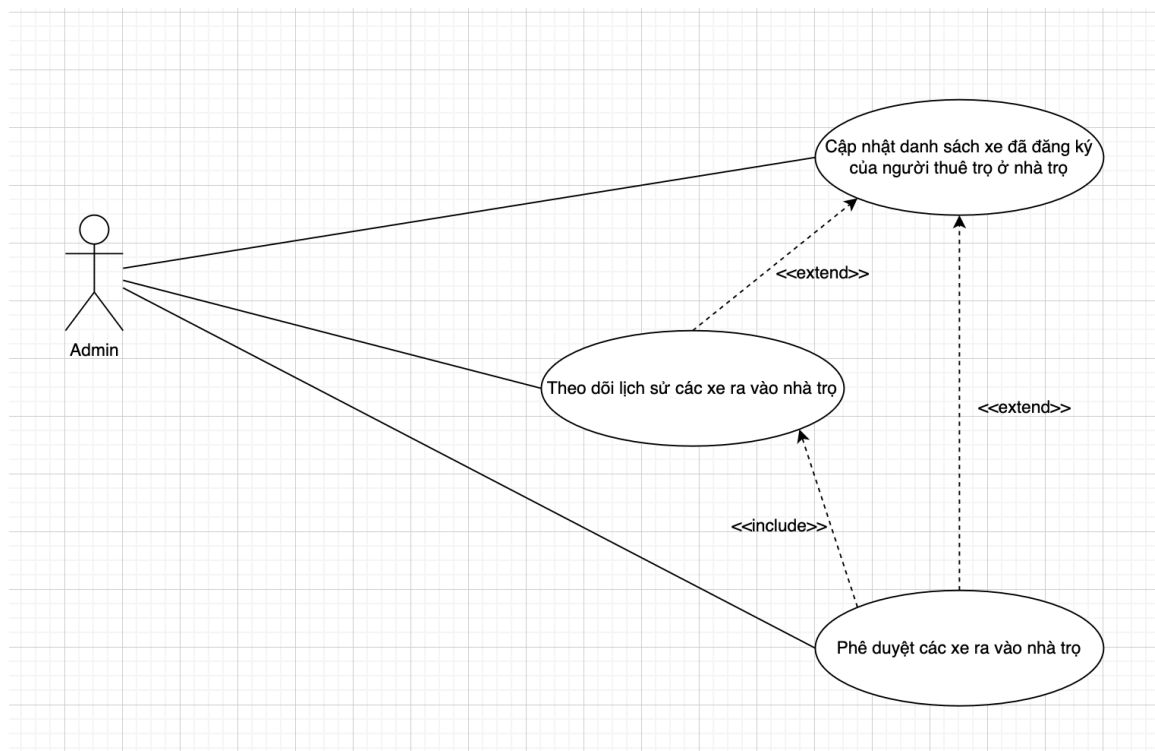 Cập nhật danh sách xe đã đăng ký
của người thuê trọ ở nhà trọ
<<extend>>
Admin
Theo dõi lịch sử các xe ra vào nhà trọ
<<extend>>
<<include>>
Phê duyệt các xe ra vào nhà trọ